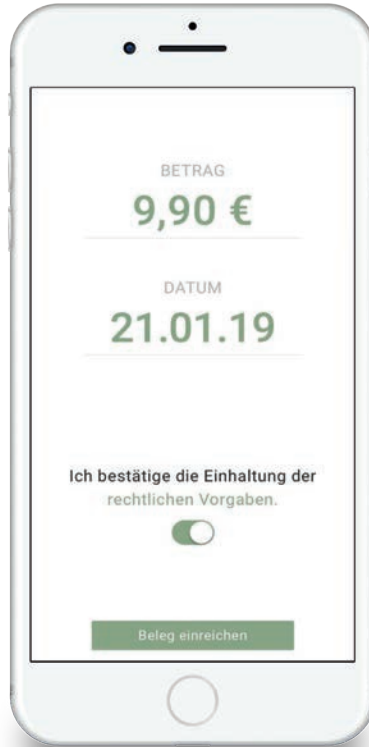 BETRAG
9,90 €
DATUM
21.01.19
Ich bestätige die Einhaltung der
rechtlichen Vorgaben.
Beleg einreichen